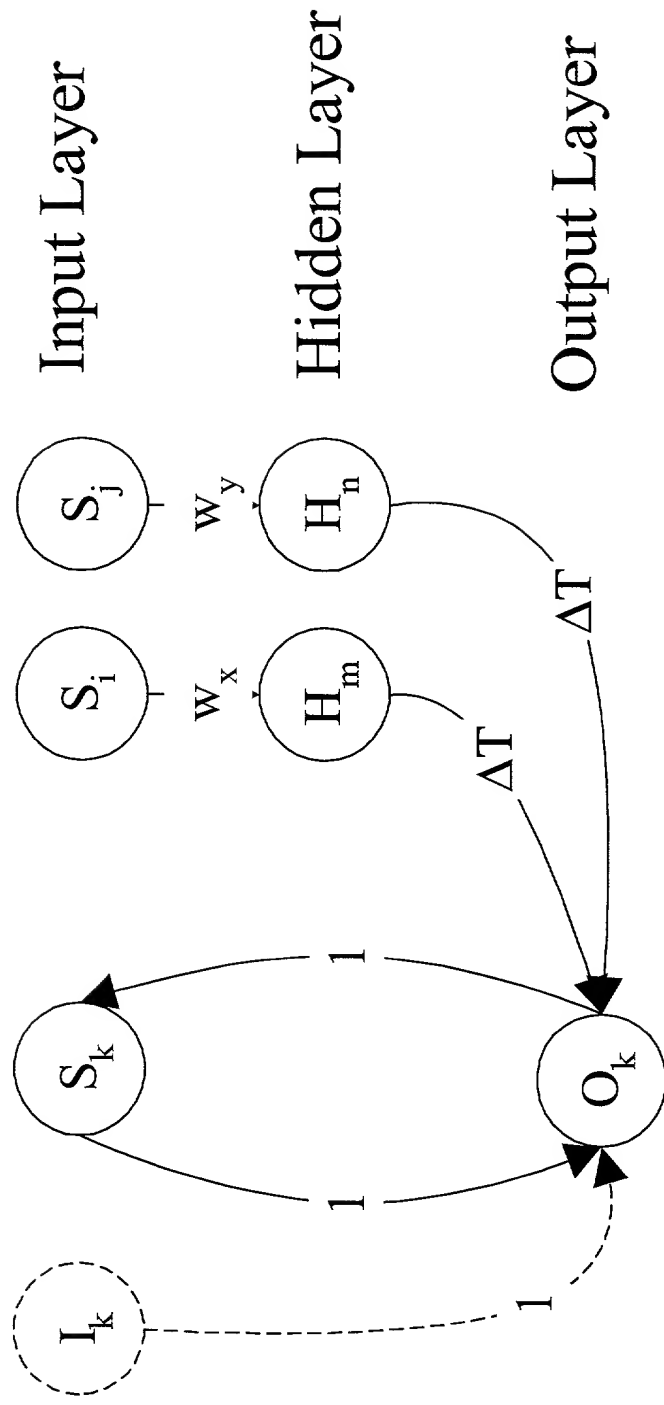 I_k S_k S_i S_j Input Layer
1 1 w_x w_y
H_m H_n Hidden Layer
ΔT ΔT
1 O_k Output Layer